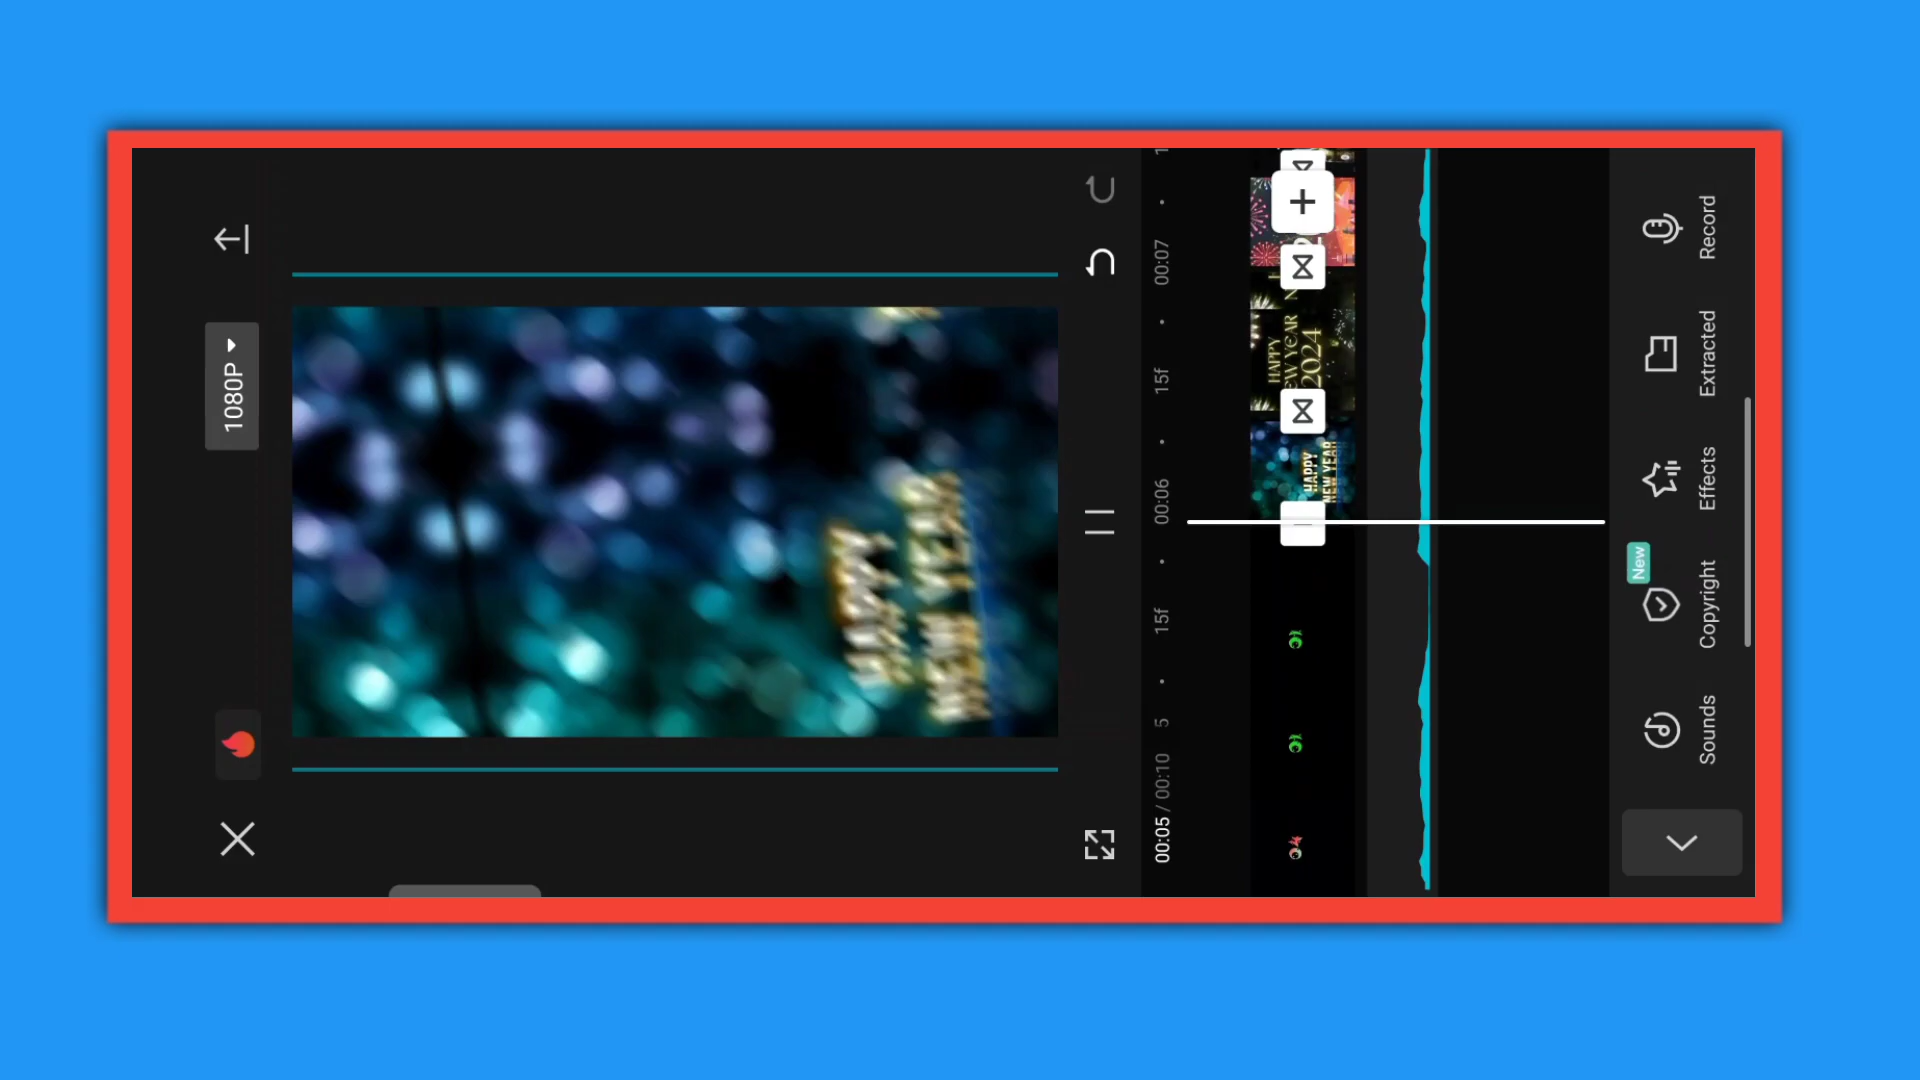 1080P
00:05 / 00:10 5 15f 00:06 15f 00:07
HAPPY
NEW YEAR
HAPPY
EW YEAR N
2024
New
Sounds Copyright Effects Extracted Record